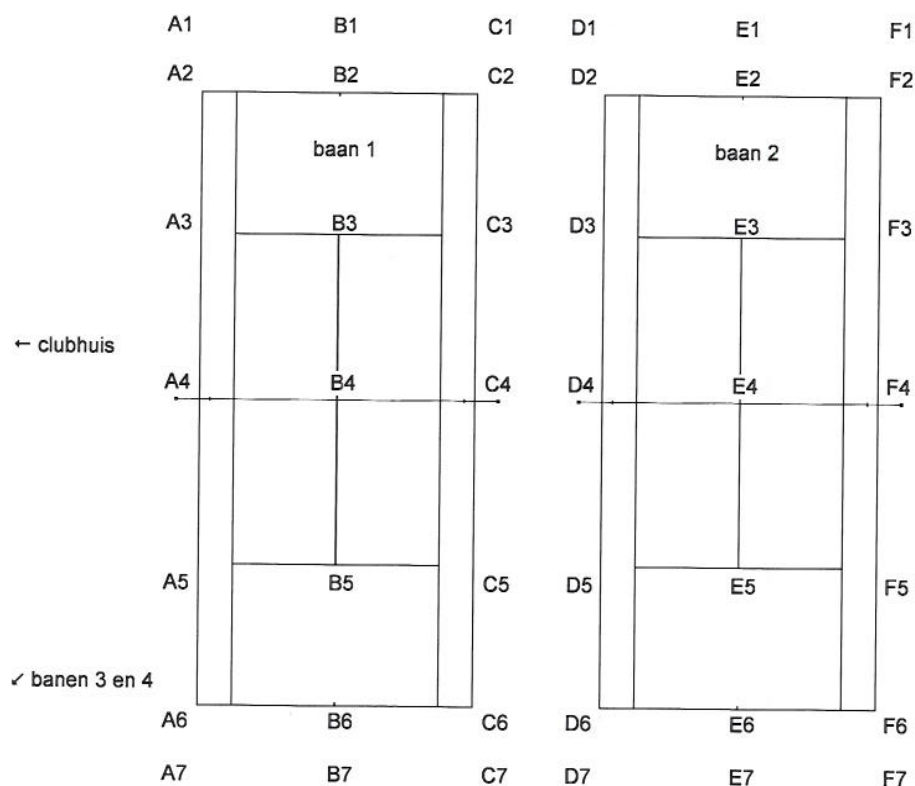 A1 B1 C1 D1 E1 F1
A2 B2 C2 D2 E2 F2
baan 1 baan 2
A3 B3 C3 D3 E3 F3
← clubhuis
A4 B4 C4 D4 E4 F4
A5 B5 C5 D5 E5 F5
↙ banen 3 en 4
A6 B6 C6 D6 E6 F6
A7 B7 C7 D7 E7 F7